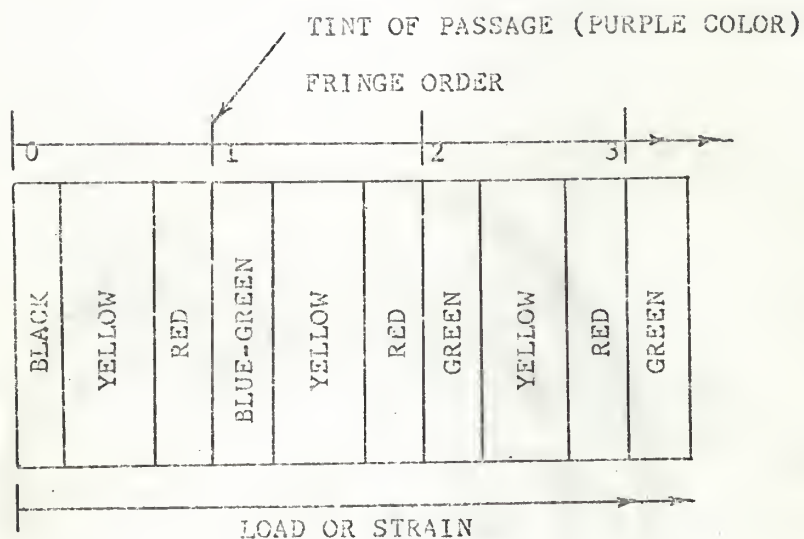 TINT OF PASSAGE (PURPLE COLOR)
FRINGE ORDER
0 1 2 3
BLACK
YELLOW
RED
BLUE-GREEN
YELLOW
RED
GREEN
YELLOW
RED
GREEN
LOAD OR STRAIN